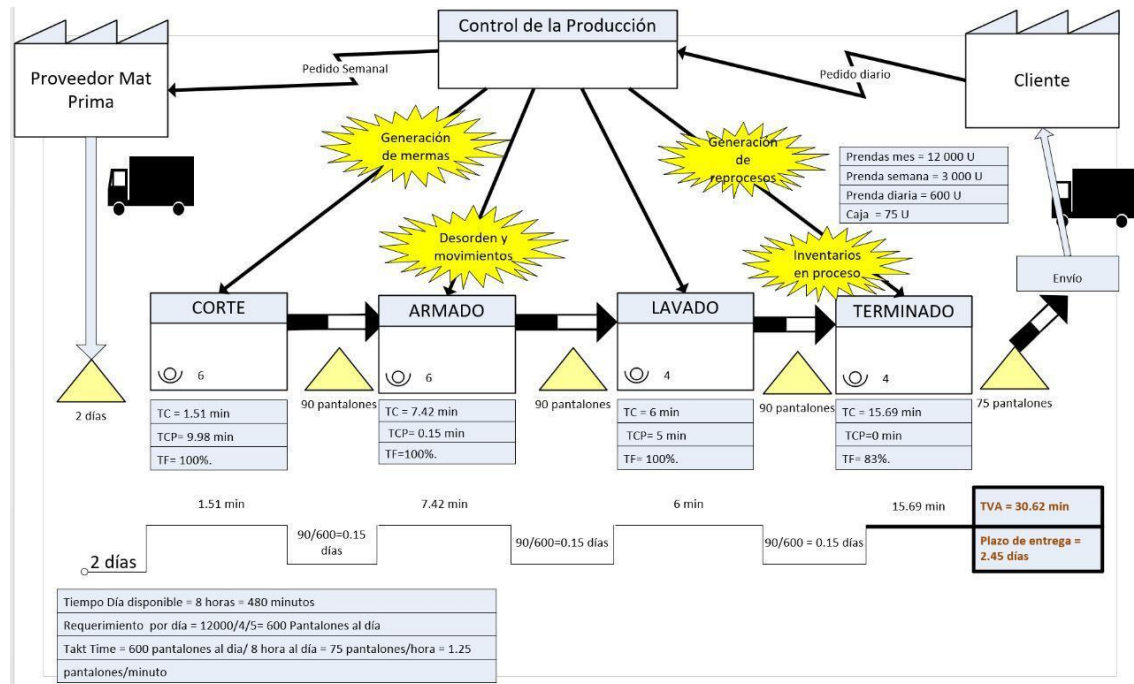 Control de la Producción
Proveedor Mat
Prima
Pedido Semanal
Pedido diario
Cliente
Generación
de mermas
Generación
de
reprocesos
Prendas mes = 12 000 U
Prenda semana = 3 000 U
Prenda diaria = 600 U
Caja = 75 U
Desorden y
movimientos
Inventarios
en proceso
Envío
CORTE
ARMADO
LAVADO
TERMINADO
6
6
4
4
2 días
90 pantalones
90 pantalones
90 pantalones
75 pantalones
TC = 1.51 min
TCP= 9.98 min
TF= 100%.
TC = 7.42 min
TCP= 0.15 min
TF=100%.
TC = 6 min
TCP= 5 min
TF= 100%.
TC = 15.69 min
TCP=0 min
TF= 83%.
1.51 min
7.42 min
6 min
15.69 min
2 días
90/600=0.15
días
90/600=0.15 días
90/600 = 0.15 días
TVA = 30.62 min
Plazo de entrega =
2.45 días
Tiempo Día disponible = 8 horas = 480 minutos
Requerimiento por día = 12000/4/5= 600 Pantalones al día
Takt Time = 600 pantalones al dia/ 8 hora al día = 75 pantalones/hora = 1.25
pantalones/minuto